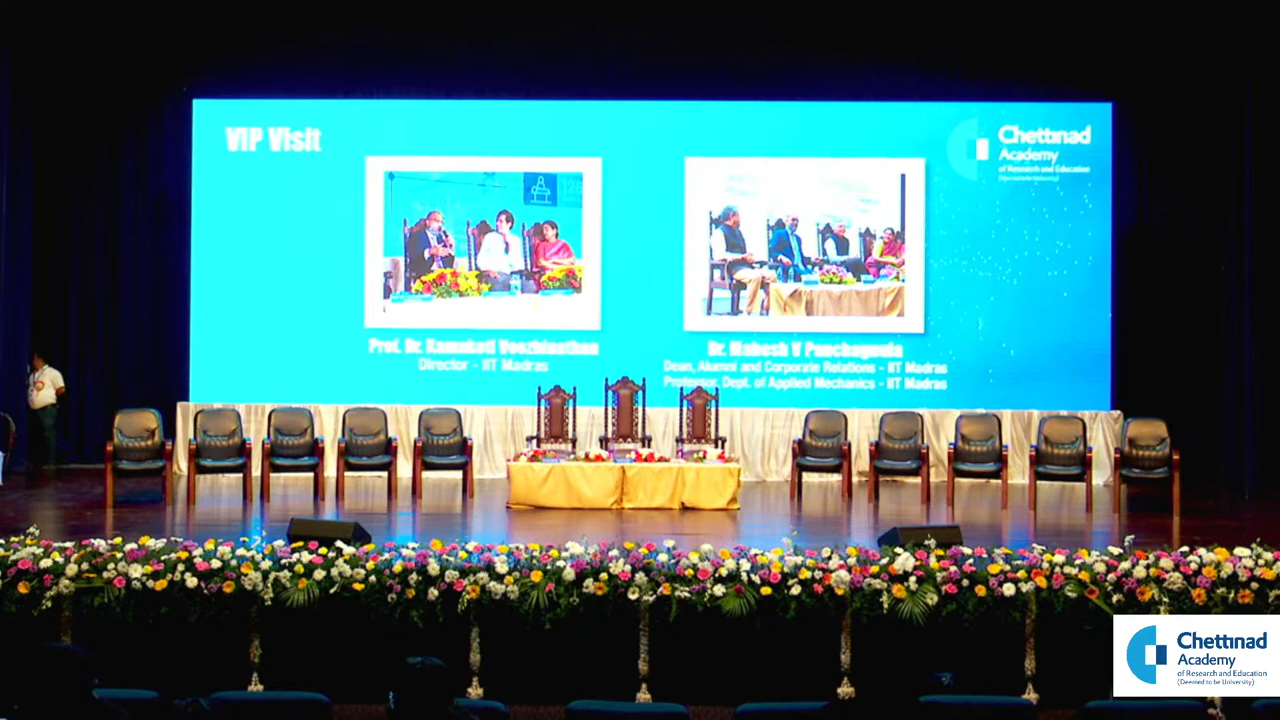 VIP Visit
Chettinad
Academy
of Research and Education
Prof. Dr. Kamakoti Veezhinathan
Director - IIT Madras
Dr. Mahesh V Panchagnula
Dean, Alumni and Corporate Relations - IIT Madras
Professor, Dept. of Applied Mechanics - IIT Madras
Chettinad
Academy
of Research and Education
(Deemed to be University)